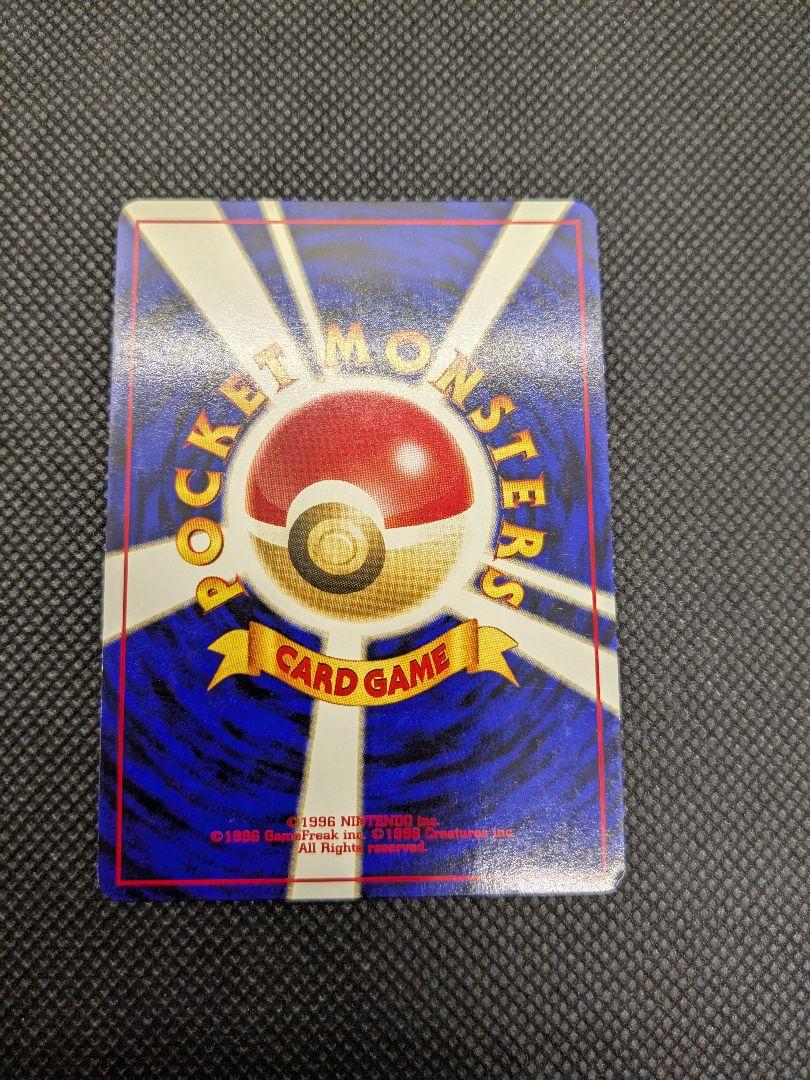 POCKET MONSTERS
CARD GAME
©1996 NINTENDO inc.
©1996 GameFreak inc. ©1996 Creatures inc.
All Rights reserved.